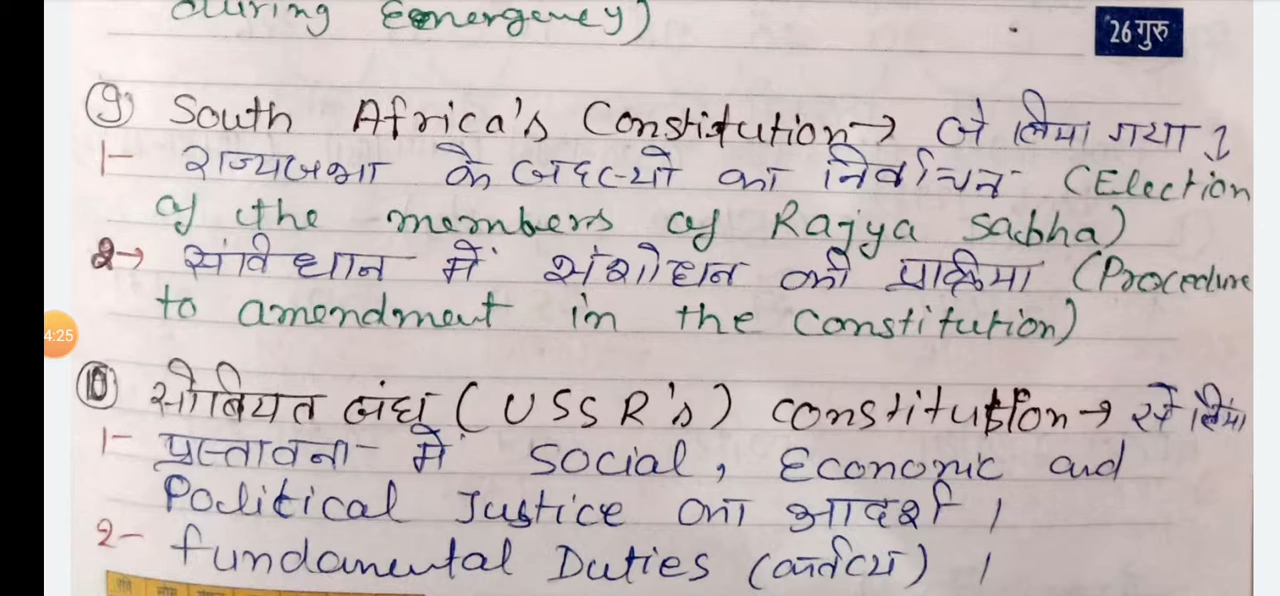 during Emergency)
26 गुरु
⑨ South Africa's Constitution → से लिया गया।
1- राज्यसभा के सदस्यों का निर्वाचन (Election
of the members of Rajya Sabha)
2→ संविधान में संशोधन की प्रक्रिया (Procedure
to amendment in the Constitution)
4:25
⑩ सोवियत संघ (USSR's) constitution → से लिया
1- प्रस्तावना- में Social, Economic and
Political Justice का आदर्श।
2- fundamental Duties (कर्तव्य)।